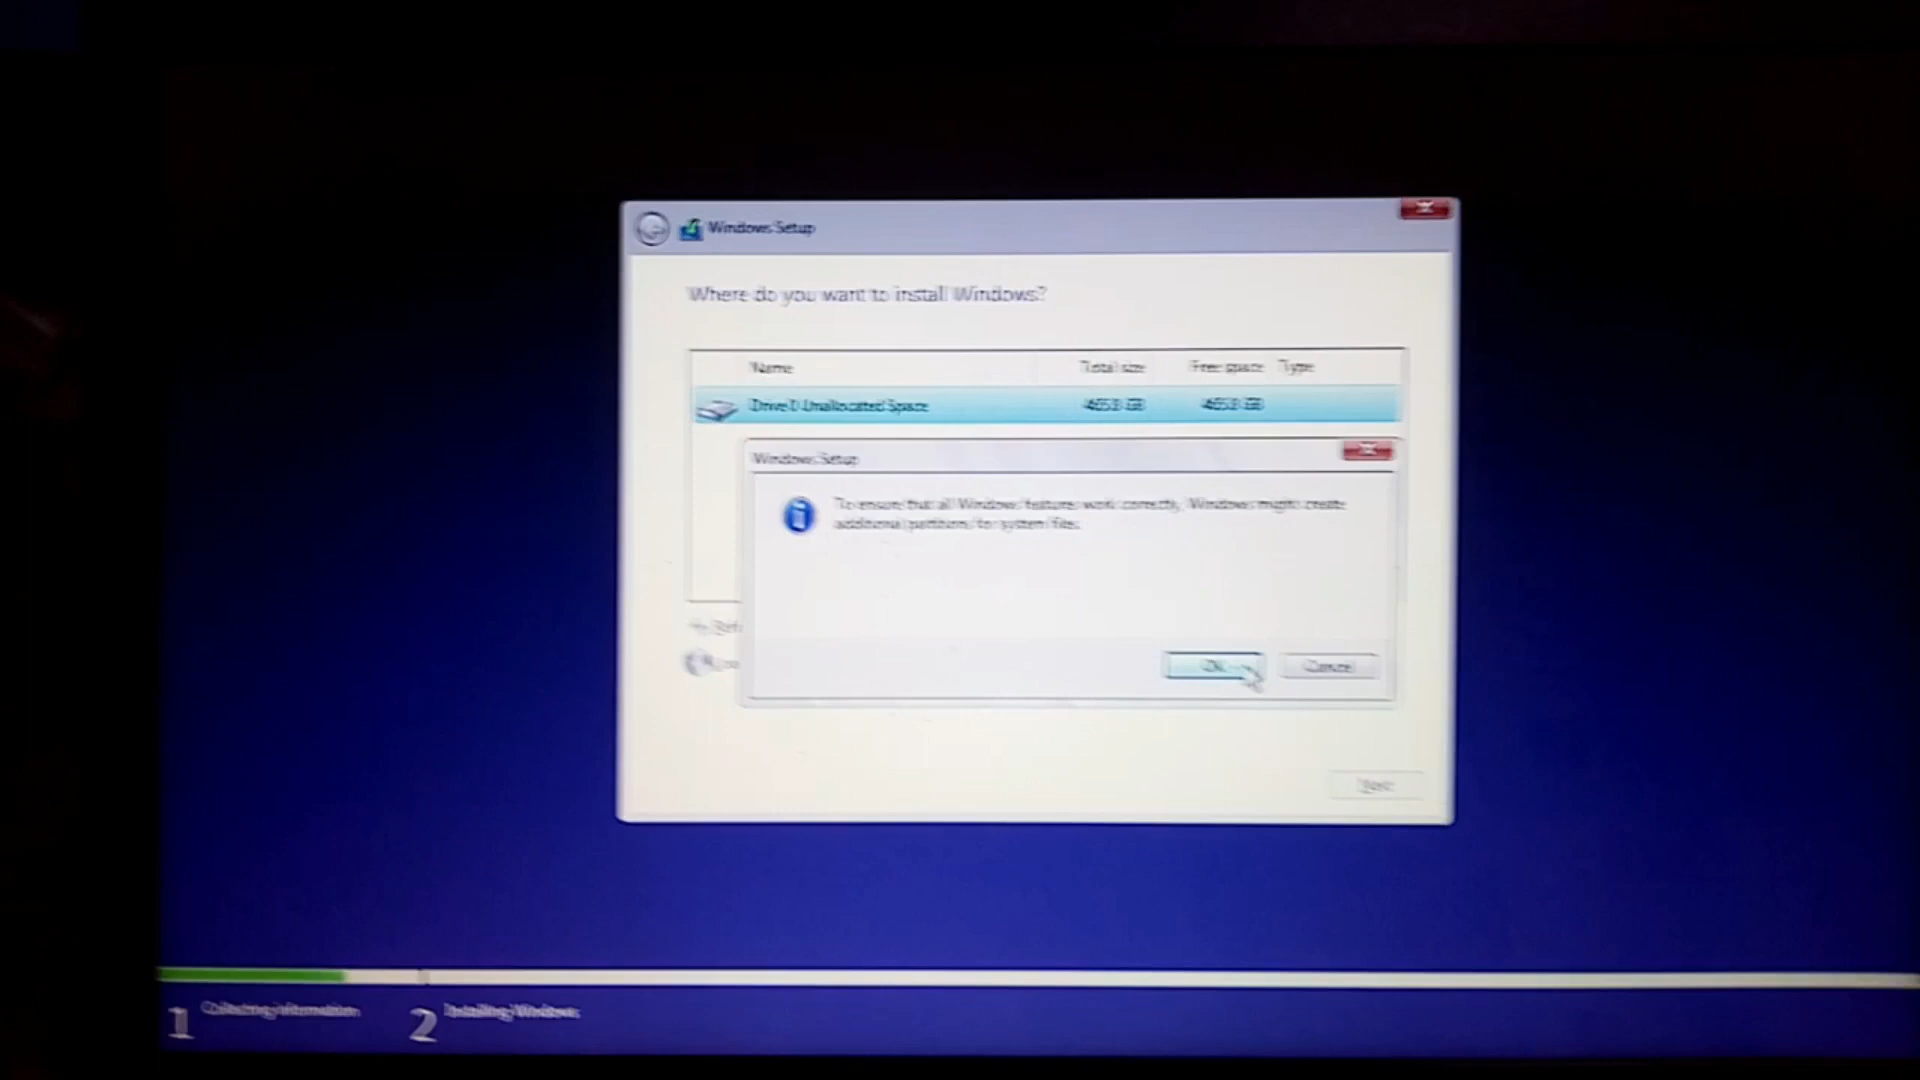 Windows Setup
Where do you want to install Windows?
Name Total size Free space Type
Drive 0 Unallocated Space
Windows Setup
To ensure that all Windows features work correctly, Windows might create
additional partitions for system files.
OK Cancel
Next
1 Collecting information 2 Installing Windows